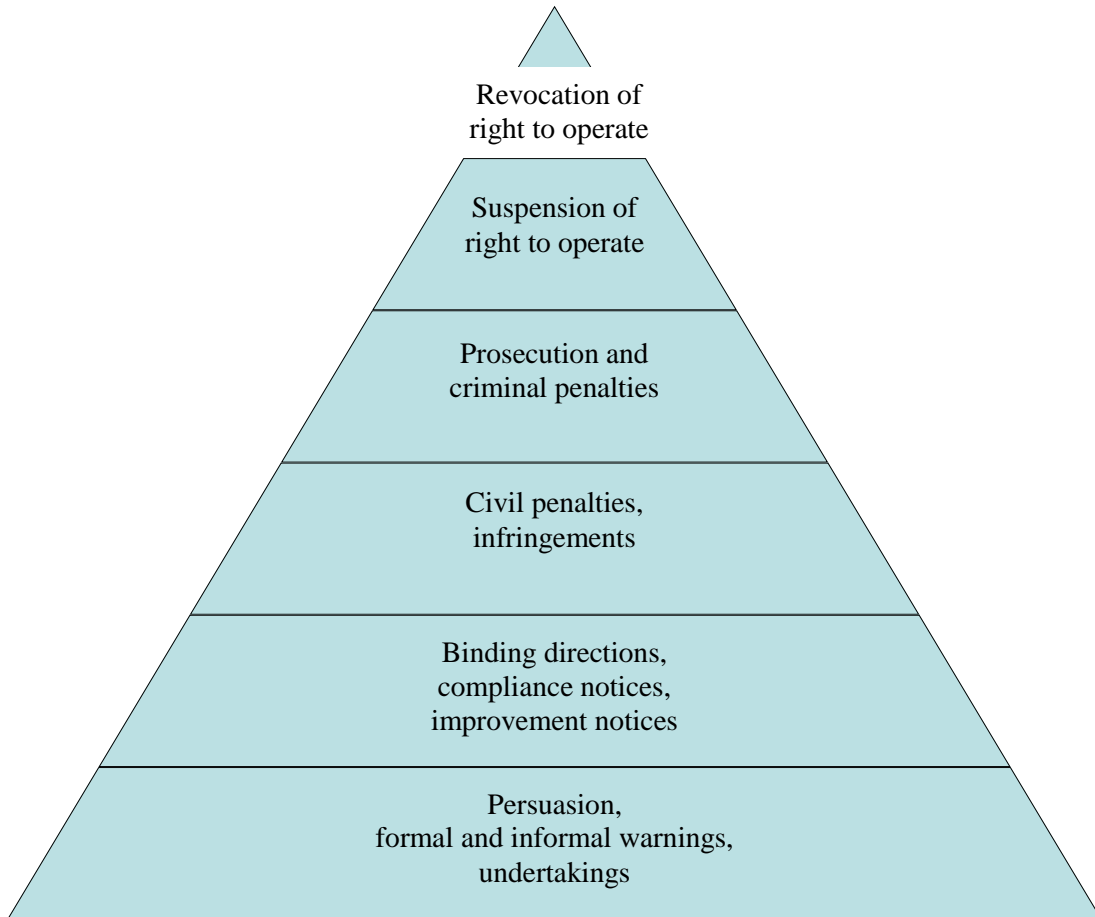 Revocation of
right to operate
Suspension of
right to operate
Prosecution and
criminal penalties
Civil penalties,
infringements
Binding directions,
compliance notices,
improvement notices
Persuasion,
formal and informal warnings,
undertakings